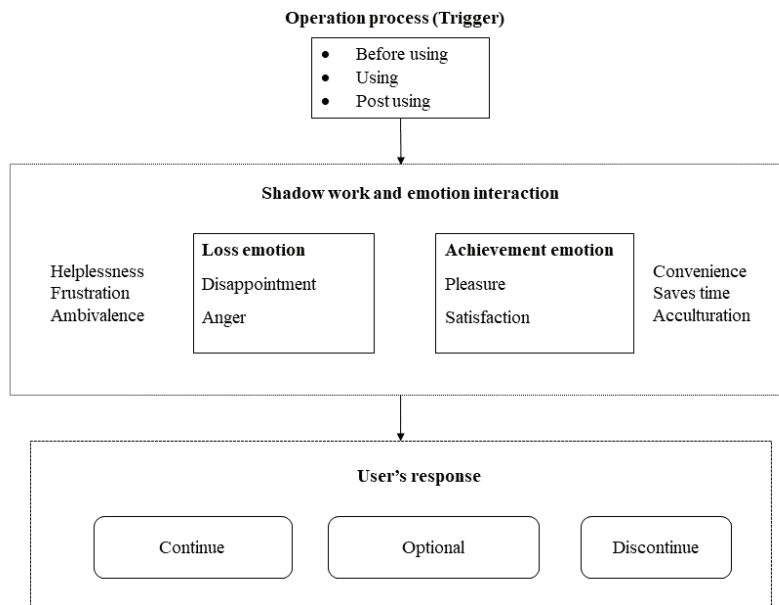 Operation process (Trigger)
● Before using
● Using
● Post using
Shadow work and emotion interaction
Helplessness
Frustration
Ambivalence
Loss emotion
Disappointment
Anger
Achievement emotion
Pleasure
Satisfaction
Convenience
Saves time
Acculturation
User’s response
Continue
Optional
Discontinue